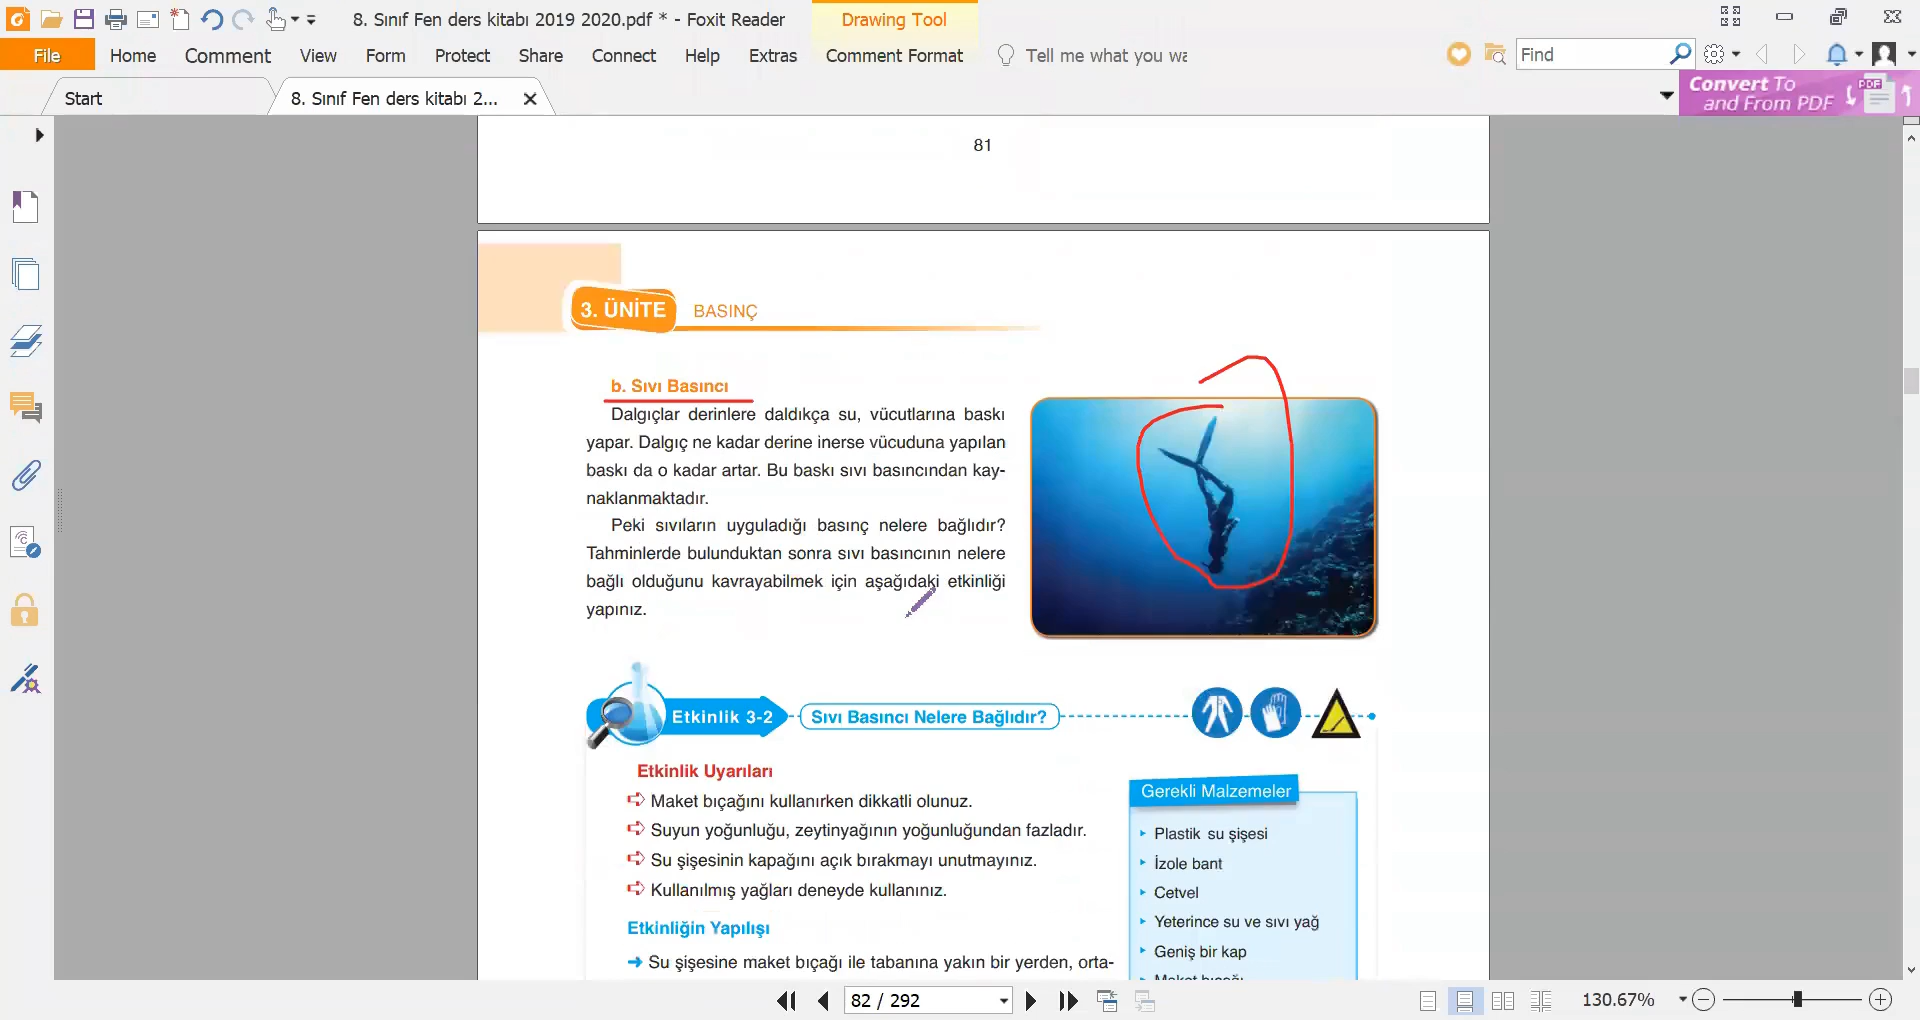 8. Sınıf Fen ders kitabı 2019 2020.pdf * - Foxit Reader
Drawing Tool
File
Home
Comment
View
Form
Protect
Share
Connect
Help
Extras
Comment Format
Tell me what you wa
Find
Start
8. Sınıf Fen ders kitabı 2...
Convert To
and From PDF
PDF
81
3. ÜNİTE
BASINÇ
b. Sıvı Basıncı
Dalgıçlar derinlere daldıkça su, vücutlarına baskı
yapar. Dalgıç ne kadar derine inerse vücuduna yapılan
baskı da o kadar artar. Bu baskı sıvı basıncından kay-
naklanmaktadır.
Peki sıvıların uyguladığı basınç nelere bağlıdır?
Tahminlerde bulunduktan sonra sıvı basıncının nelere
bağlı olduğunu kavrayabilmek için aşağıdaki etkinliği
yapınız.
Etkinlik 3-2
Sıvı Basıncı Nelere Bağlıdır?
Etkinlik Uyarıları
Maket bıçağını kullanırken dikkatli olunuz.
Suyun yoğunluğu, zeytinyağının yoğunluğundan fazladır.
Su şişesinin kapağını açık bırakmayı unutmayınız.
Kullanılmış yağları deneyde kullanınız.
Etkinliğin Yapılışı
Su şişesine maket bıçağı ile tabanına yakın bir yerden, orta-
Gerekli Malzemeler
Plastik su şişesi
İzole bant
Cetvel
Yeterince su ve sıvı yağ
Geniş bir kap
Maket bıçağı
82 / 292
130.67%